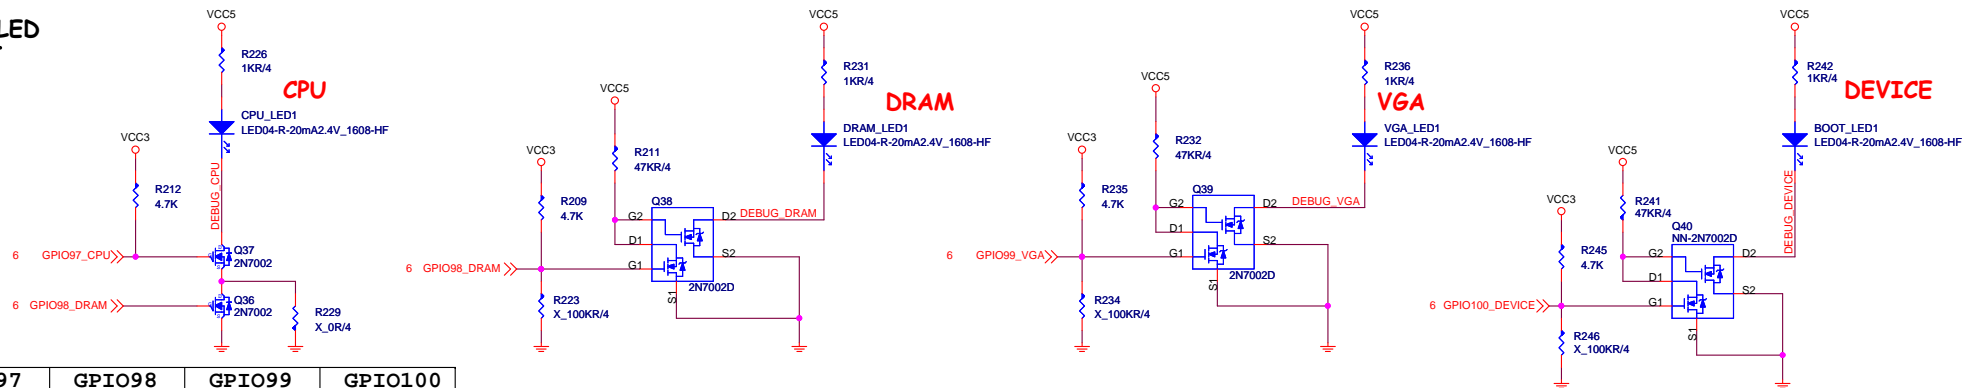 LED
VCC5
R226
1KR/4
CPU
CPU_LED1
LED04-R-20mA2.4V_1608-HF
VCC3
R212
4.7K
DEBUG_CPU
6 GPIO97_CPU
Q37
2N7002
6 GPIO98_DRAM
Q36
2N7002
R229
X_0R/4
VCC5
R231
1KR/4
DRAM
VCC5
DRAM_LED1
LED04-R-20mA2.4V_1608-HF
R211
47KR/4
VCC3
R209
4.7K
Q38
G2
D2
DEBUG_DRAM
D1
S2
6 GPIO98_DRAM
G1
S1
2N7002D
R223
X_100KR/4
VCC5
R236
1KR/4
VGA
VCC5
VGA_LED1
LED04-R-20mA2.4V_1608-HF
R232
47KR/4
VCC3
R235
4.7K
Q39
G2
D2
DEBUG_VGA
D1
S2
6 GPIO99_VGA
G1
S1
2N7002D
R234
X_100KR/4
VCC5
R242
1KR/4
DEVICE
BOOT_LED1
LED04-R-20mA2.4V_1608-HF
VCC5
R241
47KR/4
VCC3
R245
4.7K
Q40
NN-2N7002D
G2
D2
DEBUG_DEVICE
D1
S2
6 GPIO100_DEVICE
G1
S1
R246
X_100KR/4
97 GPIO98 GPIO99 GPIO100